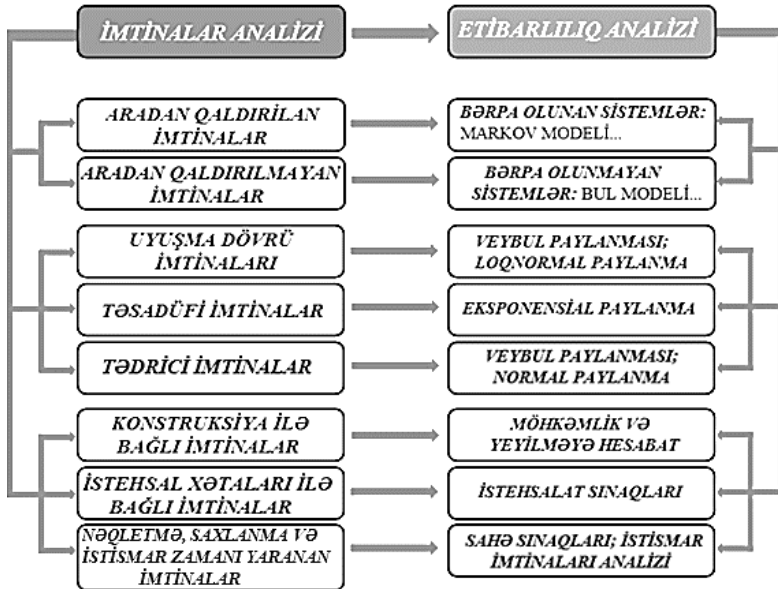 İMTİNALAR ANALİZİ
ETİBARLILIQ ANALİZİ
ARADAN QALDIRILAN
İMTİNALAR
BƏRPA OLUNAN SİSTEMLƏR:
MARKOV MODELİ...
ARADAN QALDIRILMAYAN
İMTİNALAR
BƏRPA OLUNMAYAN
SİSTEMLƏR: BUL MODELİ...
UYUŞMA DÖVRÜ
İMTİNALARI
VEYBUL PAYLANMASI;
LOQNORMAL PAYLANMA
TƏSADÜFİ İMTİNALAR
EKSPONENSİAL PAYLANMA
TƏDRİCİ İMTİNALAR
VEYBUL PAYLANMASI;
NORMAL PAYLANMA
KONSTRUKSİYA İLƏ
BAĞLI İMTİNALAR
MÖHKƏMLİK VƏ
YEYİLMƏYƏ HESABAT
İSTEHSAL XƏTALARI İLƏ
BAĞLI İMTİNALAR
İSTEHSALAT SINAQLARI
NƏQLETMƏ, SAXLANMA VƏ
İSTİSMAR ZAMANI YARANAN
İMTİNALAR
SAHƏ SINAQLARI; İSTİSMAR
İMTİNALARI ANALİZİ